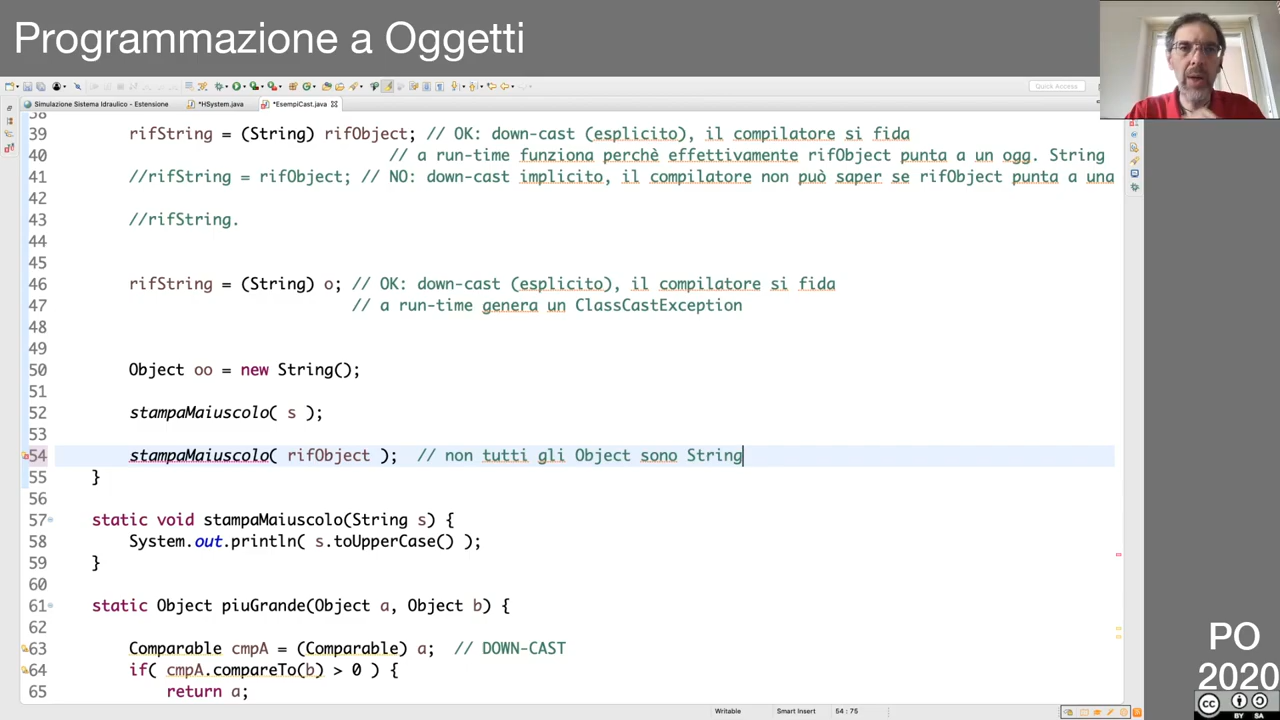 Programmazione a Oggetti
Quick Access
Simulazione Sistema Idraulico - Estensione
*HSystem.java
*EsempiCast.java
38
39 rifString = (String) rifObject; // OK: down-cast (esplicito), il compilatore si fida
40 // a run-time funziona perchè effettivamente rifObject punta a un ogg. String
41 //rifString = rifObject; // NO: down-cast implicito, il compilatore non può saper se rifObject punta a una
42
43 //rifString.
44
45
46 rifString = (String) o; // OK: down-cast (esplicito), il compilatore si fida
47 // a run-time genera un ClassCastException
48
49
50 Object oo = new String();
51
52 stampaMaiuscolo( s );
53
54 stampaMaiuscolo( rifObject ); // non tutti gli Object sono String
55 }
56
57 static void stampaMaiuscolo(String s) {
58 System.out.println( s.toUpperCase() );
59 }
60
61 static Object piuGrande(Object a, Object b) {
62
63 Comparable cmpA = (Comparable) a; // DOWN-CAST
64 if( cmpA.compareTo(b) > 0 ) {
65 return a;
Writable
Smart Insert
54 : 75
PO
2020
cc
BY SA